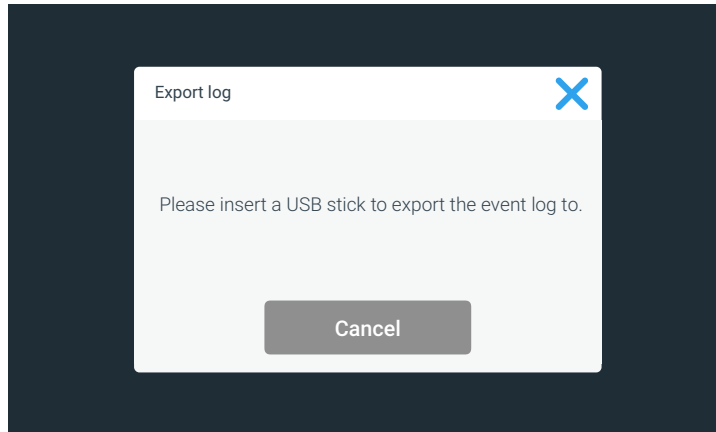 Export log
Please insert a USB stick to export the event log to.
Cancel